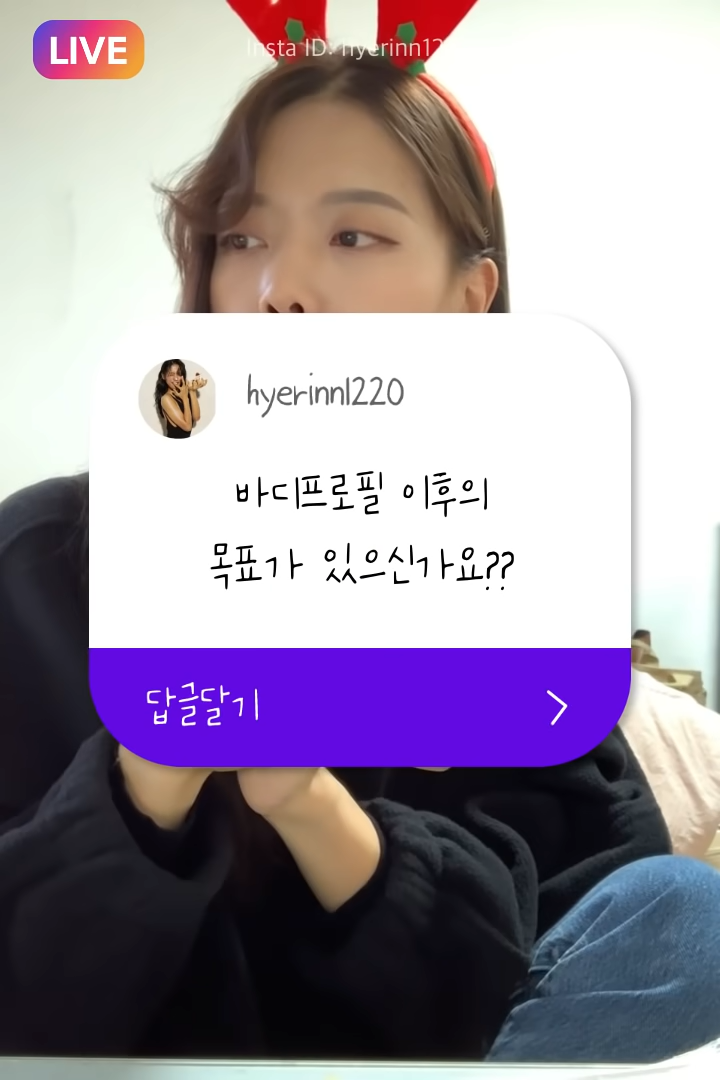 LIVE
Insta ID: hyerinn12
hyerinn1220
바디프로필 이후의
목표가 있으신가요??
답글달기